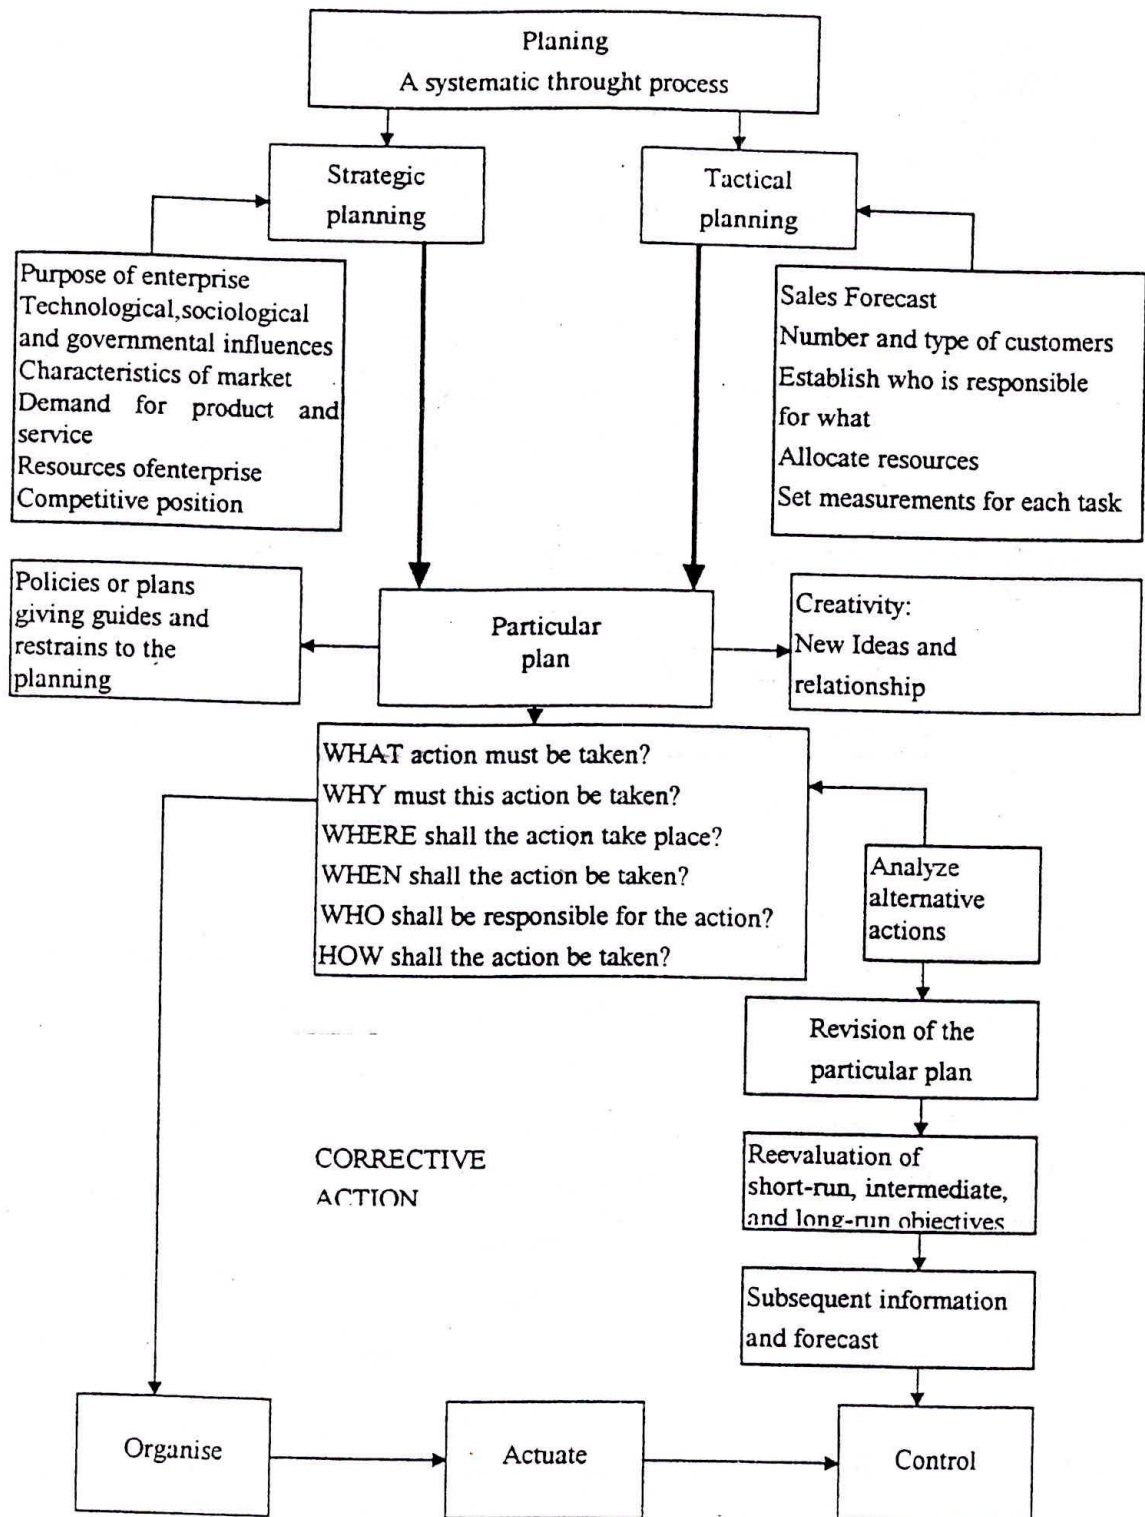 Planing
A systematic throught process
Strategic
planning
Tactical
planning
Purpose of enterprise
Technological,sociological
and governmental influences
Characteristics of market
Demand for product and
service
Resources ofenterprise
Competitive position
Sales Forecast
Number and type of customers
Establish who is responsible
for what
Allocate resources
Set measurements for each task
Policies or plans
giving guides and
restrains to the
planning
Particular
plan
Creativity:
New Ideas and
relationship
WHAT action must be taken?
WHY must this action be taken?
WHERE shall the action take place?
WHEN shall the action be taken?
WHO shall be responsible for the action?
HOW shall the action be taken?
Analyze
alternative
actions
Revision of the
particular plan
CORRECTIVE
ACTION
Reevaluation of
short-run, intermediate,
and long-run objectives
Subsequent information
and forecast
Organise
Actuate
Control